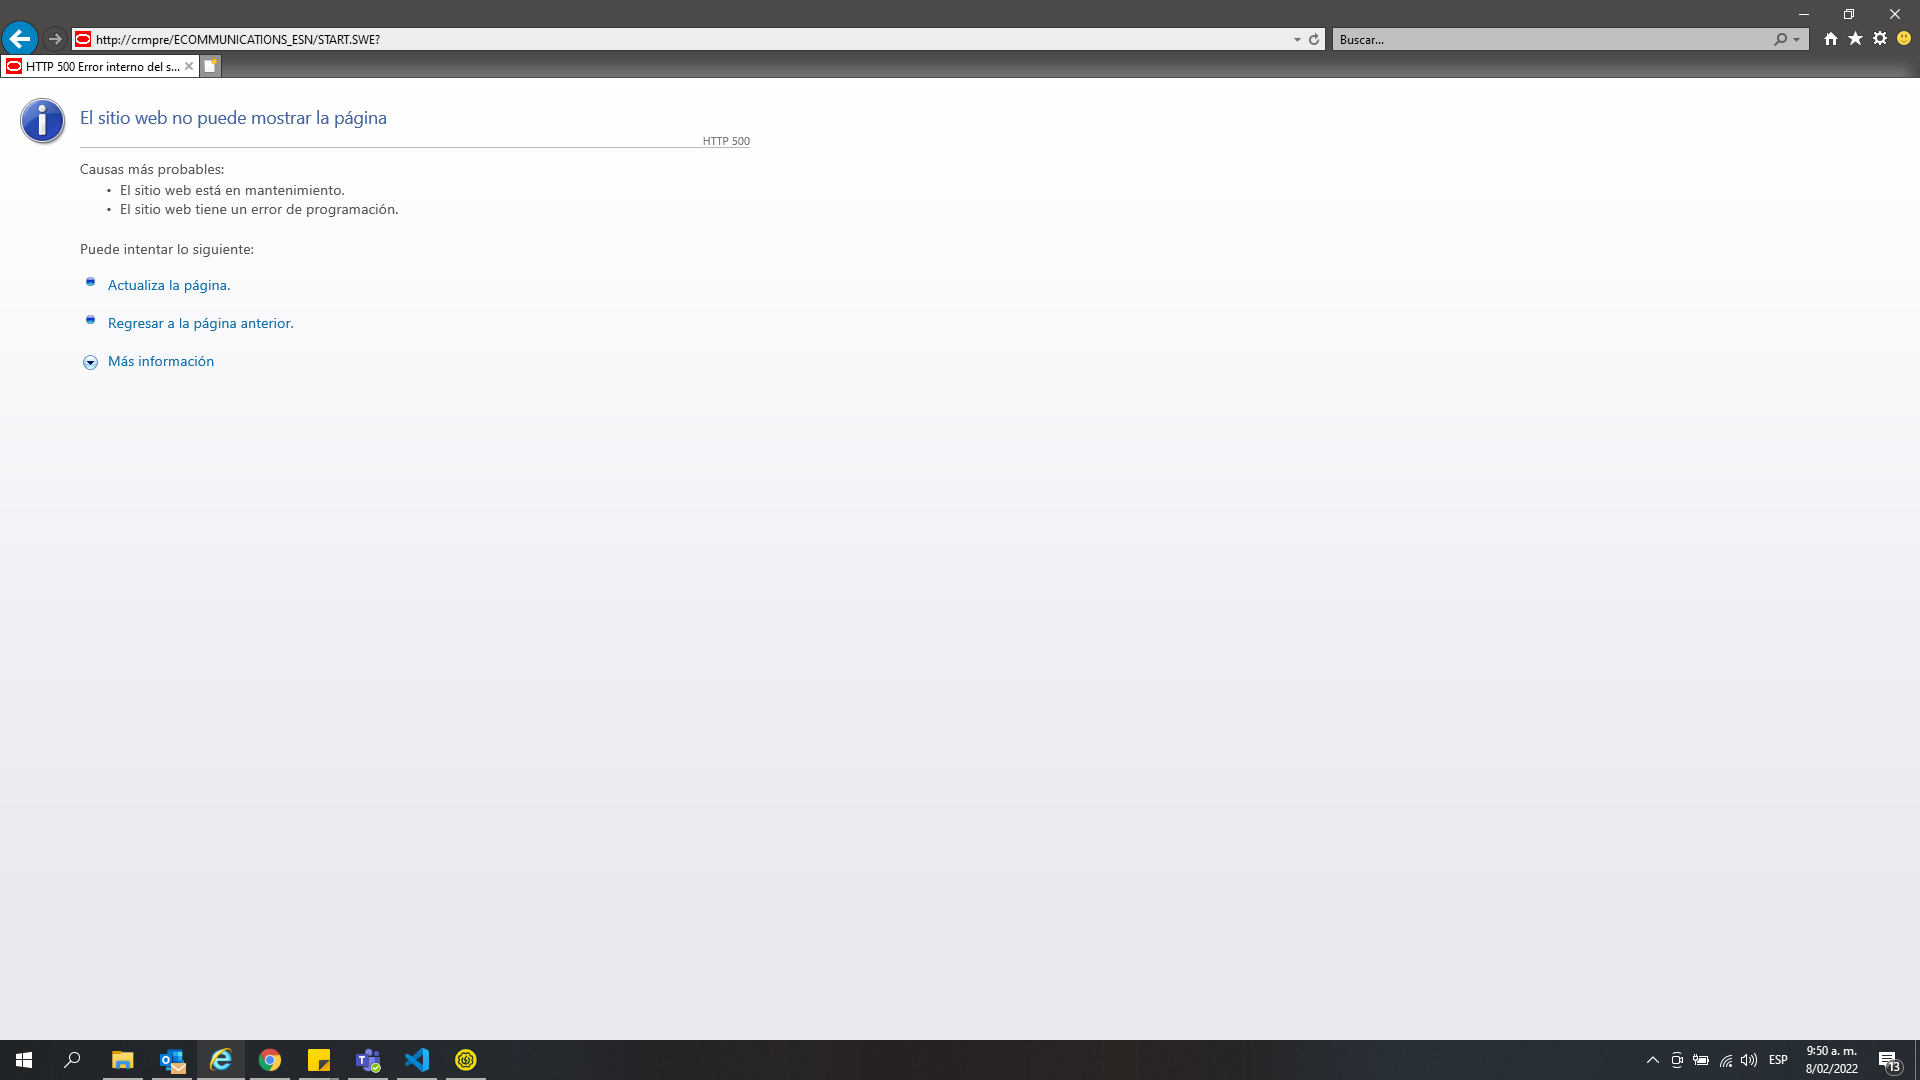 http://crmpre/ECOMMUNICATIONS_ESN/START.SWE?
Buscar...
HTTP 500 Error interno del s...
El sitio web no puede mostrar la página
HTTP 500
Causas más probables:
• El sitio web está en mantenimiento.
• El sitio web tiene un error de programación.
Puede intentar lo siguiente:
Actualiza la página.
Regresar a la página anterior.
Más información
ESP
9:50 a. m.
8/02/2022
13